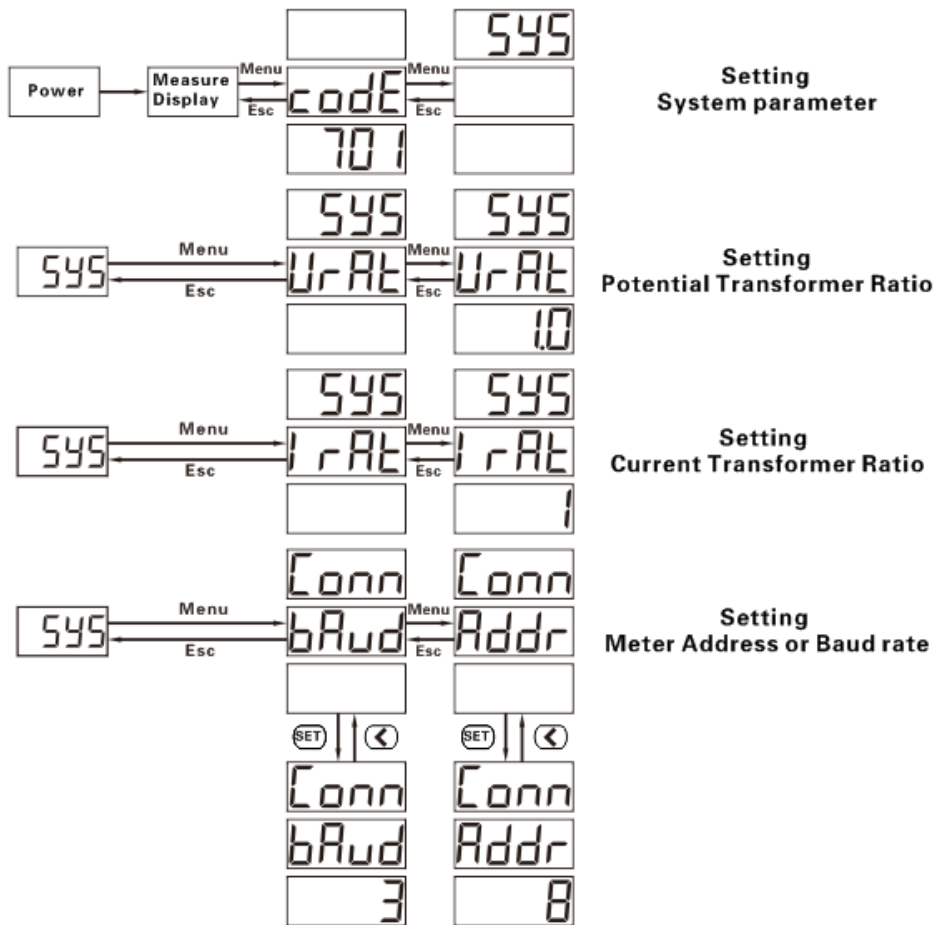 SYS
Power
Measure
Display
Menu
Esc
codE
Menu
Esc
701
Setting
System parameter
SYS
SYS
SYS
Menu
Esc
UrAt
Menu
Esc
UrAt
1.0
Setting
Potential Transformer Ratio
SYS
SYS
SYS
Menu
Esc
IrAt
Menu
Esc
IrAt
1
Setting
Current Transformer Ratio
Conn
Conn
SYS
Menu
Esc
bAud
Menu
Esc
Addr
Setting
Meter Address or Baud rate
SET
SET
Conn
Conn
bAud
Addr
3
8